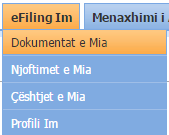 eFiling Im Menaxhimi i
Dokumentat e Mia
Njoftimet e Mia
Çështjet e Mia
Profili Im